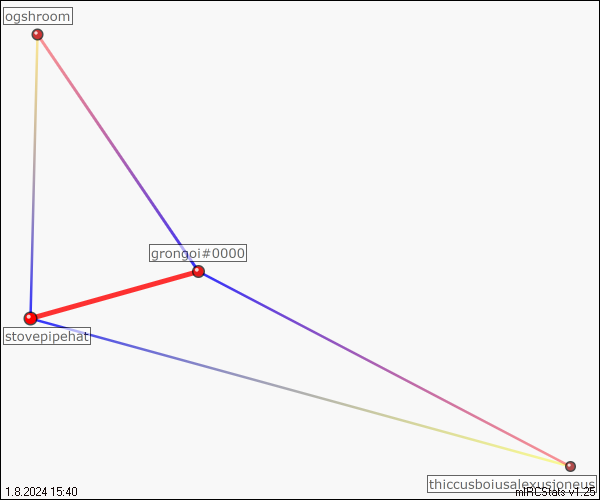 ogshroom
grongoi#0000
stovepipehat
thiccusboiusalexusioneus
1.8.2024 15:40
mIRCStats v1.25